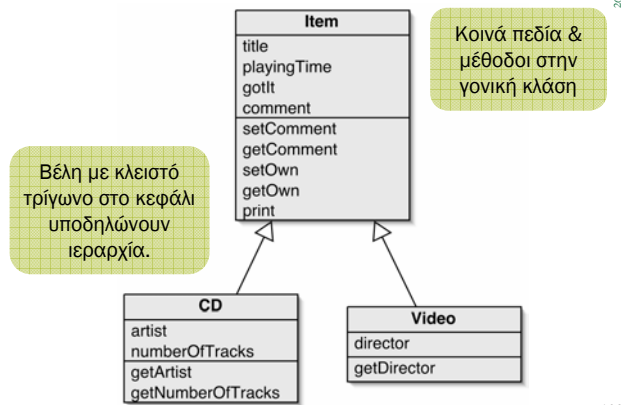 Item
title
playingTime
gotIt
comment
setComment
getComment
setOwn
getOwn
print
Κοινά πεδία &
μέθοδοι στην
γονική κλάση
Βέλη με κλειστό
τρίγωνο στο κεφάλι
υποδηλώνουν
ιεραρχία.
CD
artist
numberOfTracks
getArtist
getNumberOfTracks
Video
director
getDirector